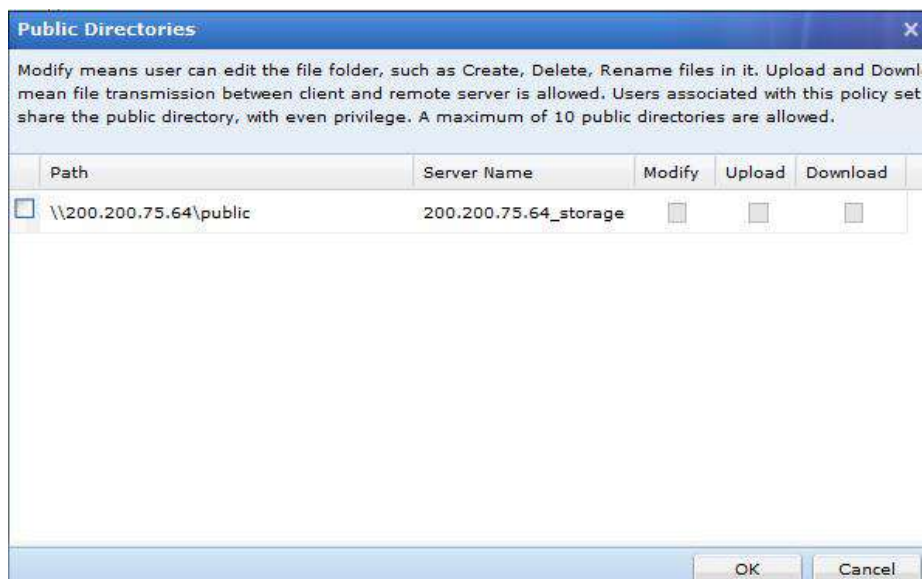 Public Directories
Modify means user can edit the file folder, such as Create, Delete, Rename files in it. Upload and Downl
mean file transmission between client and remote server is allowed. Users associated with this policy set
share the public directory, with even privilege. A maximum of 10 public directories are allowed.
Path Server Name Modify Upload Download
\\200.200.75.64\public 200.200.75.64_storage
OK Cancel